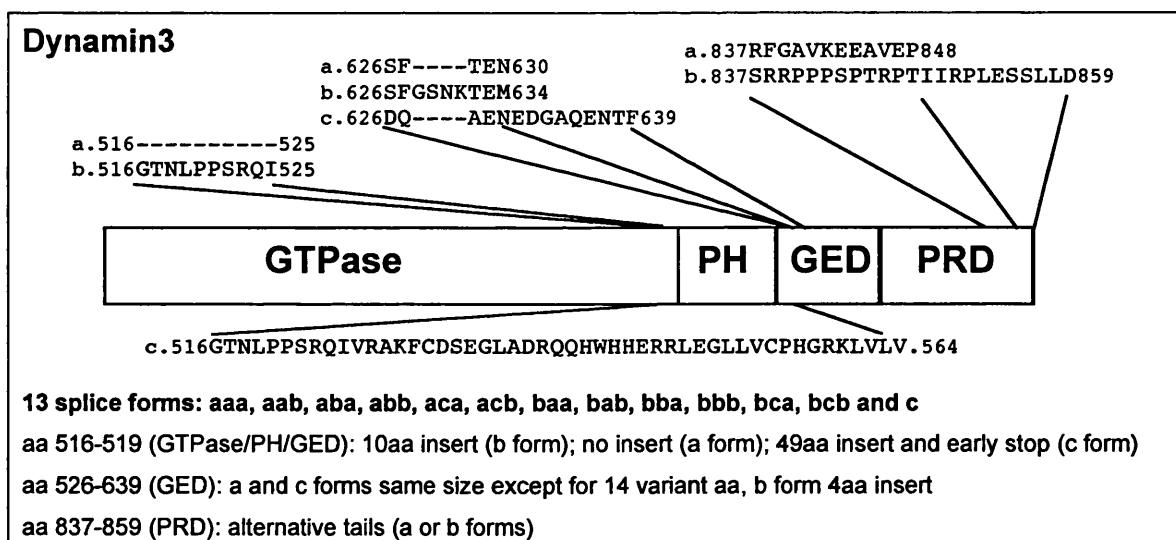 Dynamin3
a.626SF----TEN630
b.626SFGSNKTEM634
c.626DQ----AENEDGAQENTF639
a.837RFGAVKEEAVEP848
b.837SRRPPPSPTRPTIIRPLESSLLD859
a.516----------525
b.516GTNLPPSRQI525
GTPase
PH
GED
PRD
c.516GTNLPPSRQIVRAKFCDSEGLADRQQHWHHERRLEGLLVCPHGRKLVLV.564
13 splice forms: aaa, aab, aba, abb, aca, acb, baa, bab, bba, bbb, bca, bcb and c
aa 516-519 (GTPase/PH/GED): 10aa insert (b form); no insert (a form); 49aa insert and early stop (c form)
aa 526-639 (GED): a and c forms same size except for 14 variant aa, b form 4aa insert
aa 837-859 (PRD): alternative tails (a or b forms)